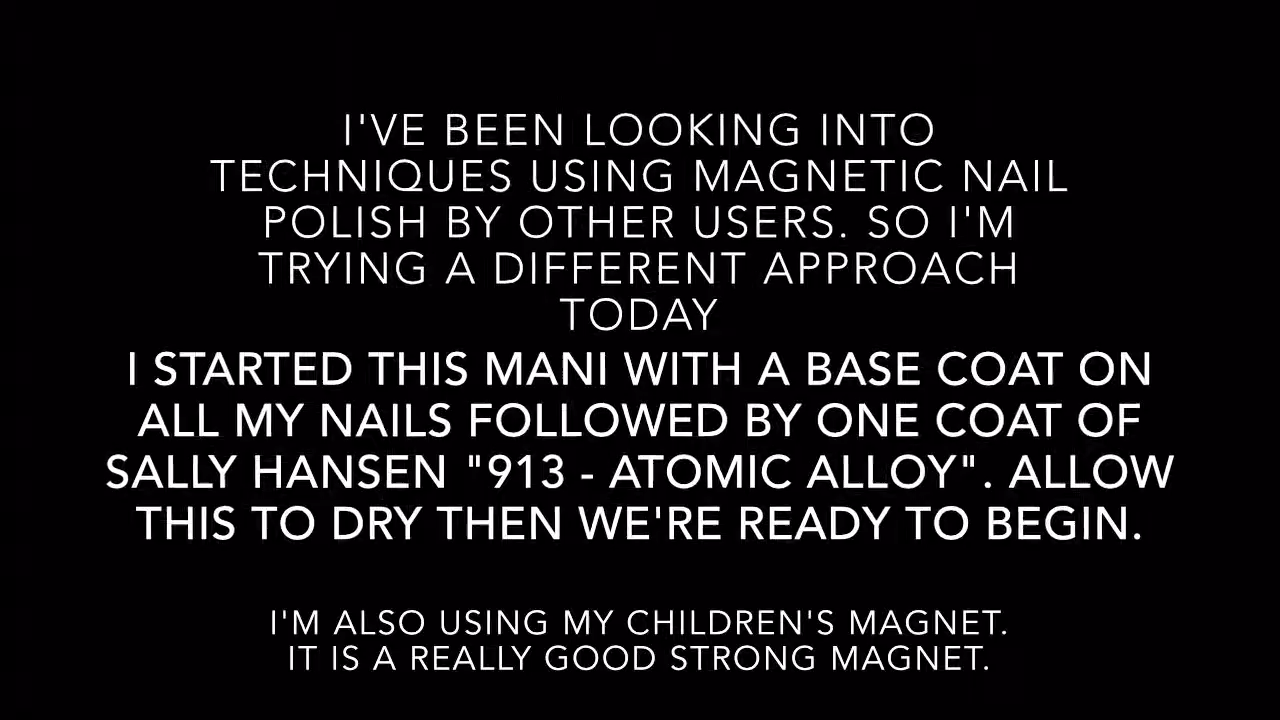 I'VE BEEN LOOKING INTO
TECHNIQUES USING MAGNETIC NAIL
POLISH BY OTHER USERS. SO I'M
TRYING A DIFFERENT APPROACH
TODAY
I STARTED THIS MANI WITH A BASE COAT ON
ALL MY NAILS FOLLOWED BY ONE COAT OF
SALLY HANSEN "913 - ATOMIC ALLOY". ALLOW
THIS TO DRY THEN WE'RE READY TO BEGIN.
I'M ALSO USING MY CHILDREN'S MAGNET.
IT IS A REALLY GOOD STRONG MAGNET.